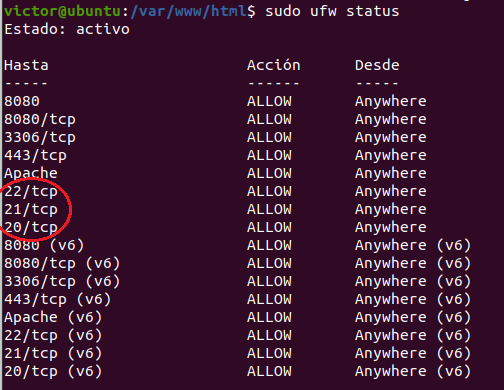 victor@ubuntu:/var/www/html$ sudo ufw status
Estado: activo
Hasta Acción Desde
----- ------ -----
8080 ALLOW Anywhere
8080/tcp ALLOW Anywhere
3306/tcp ALLOW Anywhere
443/tcp ALLOW Anywhere
Apache ALLOW Anywhere
22/tcp ALLOW Anywhere
21/tcp ALLOW Anywhere
20/tcp ALLOW Anywhere
8080 (v6) ALLOW Anywhere (v6)
8080/tcp (v6) ALLOW Anywhere (v6)
3306/tcp (v6) ALLOW Anywhere (v6)
443/tcp (v6) ALLOW Anywhere (v6)
Apache (v6) ALLOW Anywhere (v6)
22/tcp (v6) ALLOW Anywhere (v6)
21/tcp (v6) ALLOW Anywhere (v6)
20/tcp (v6) ALLOW Anywhere (v6)